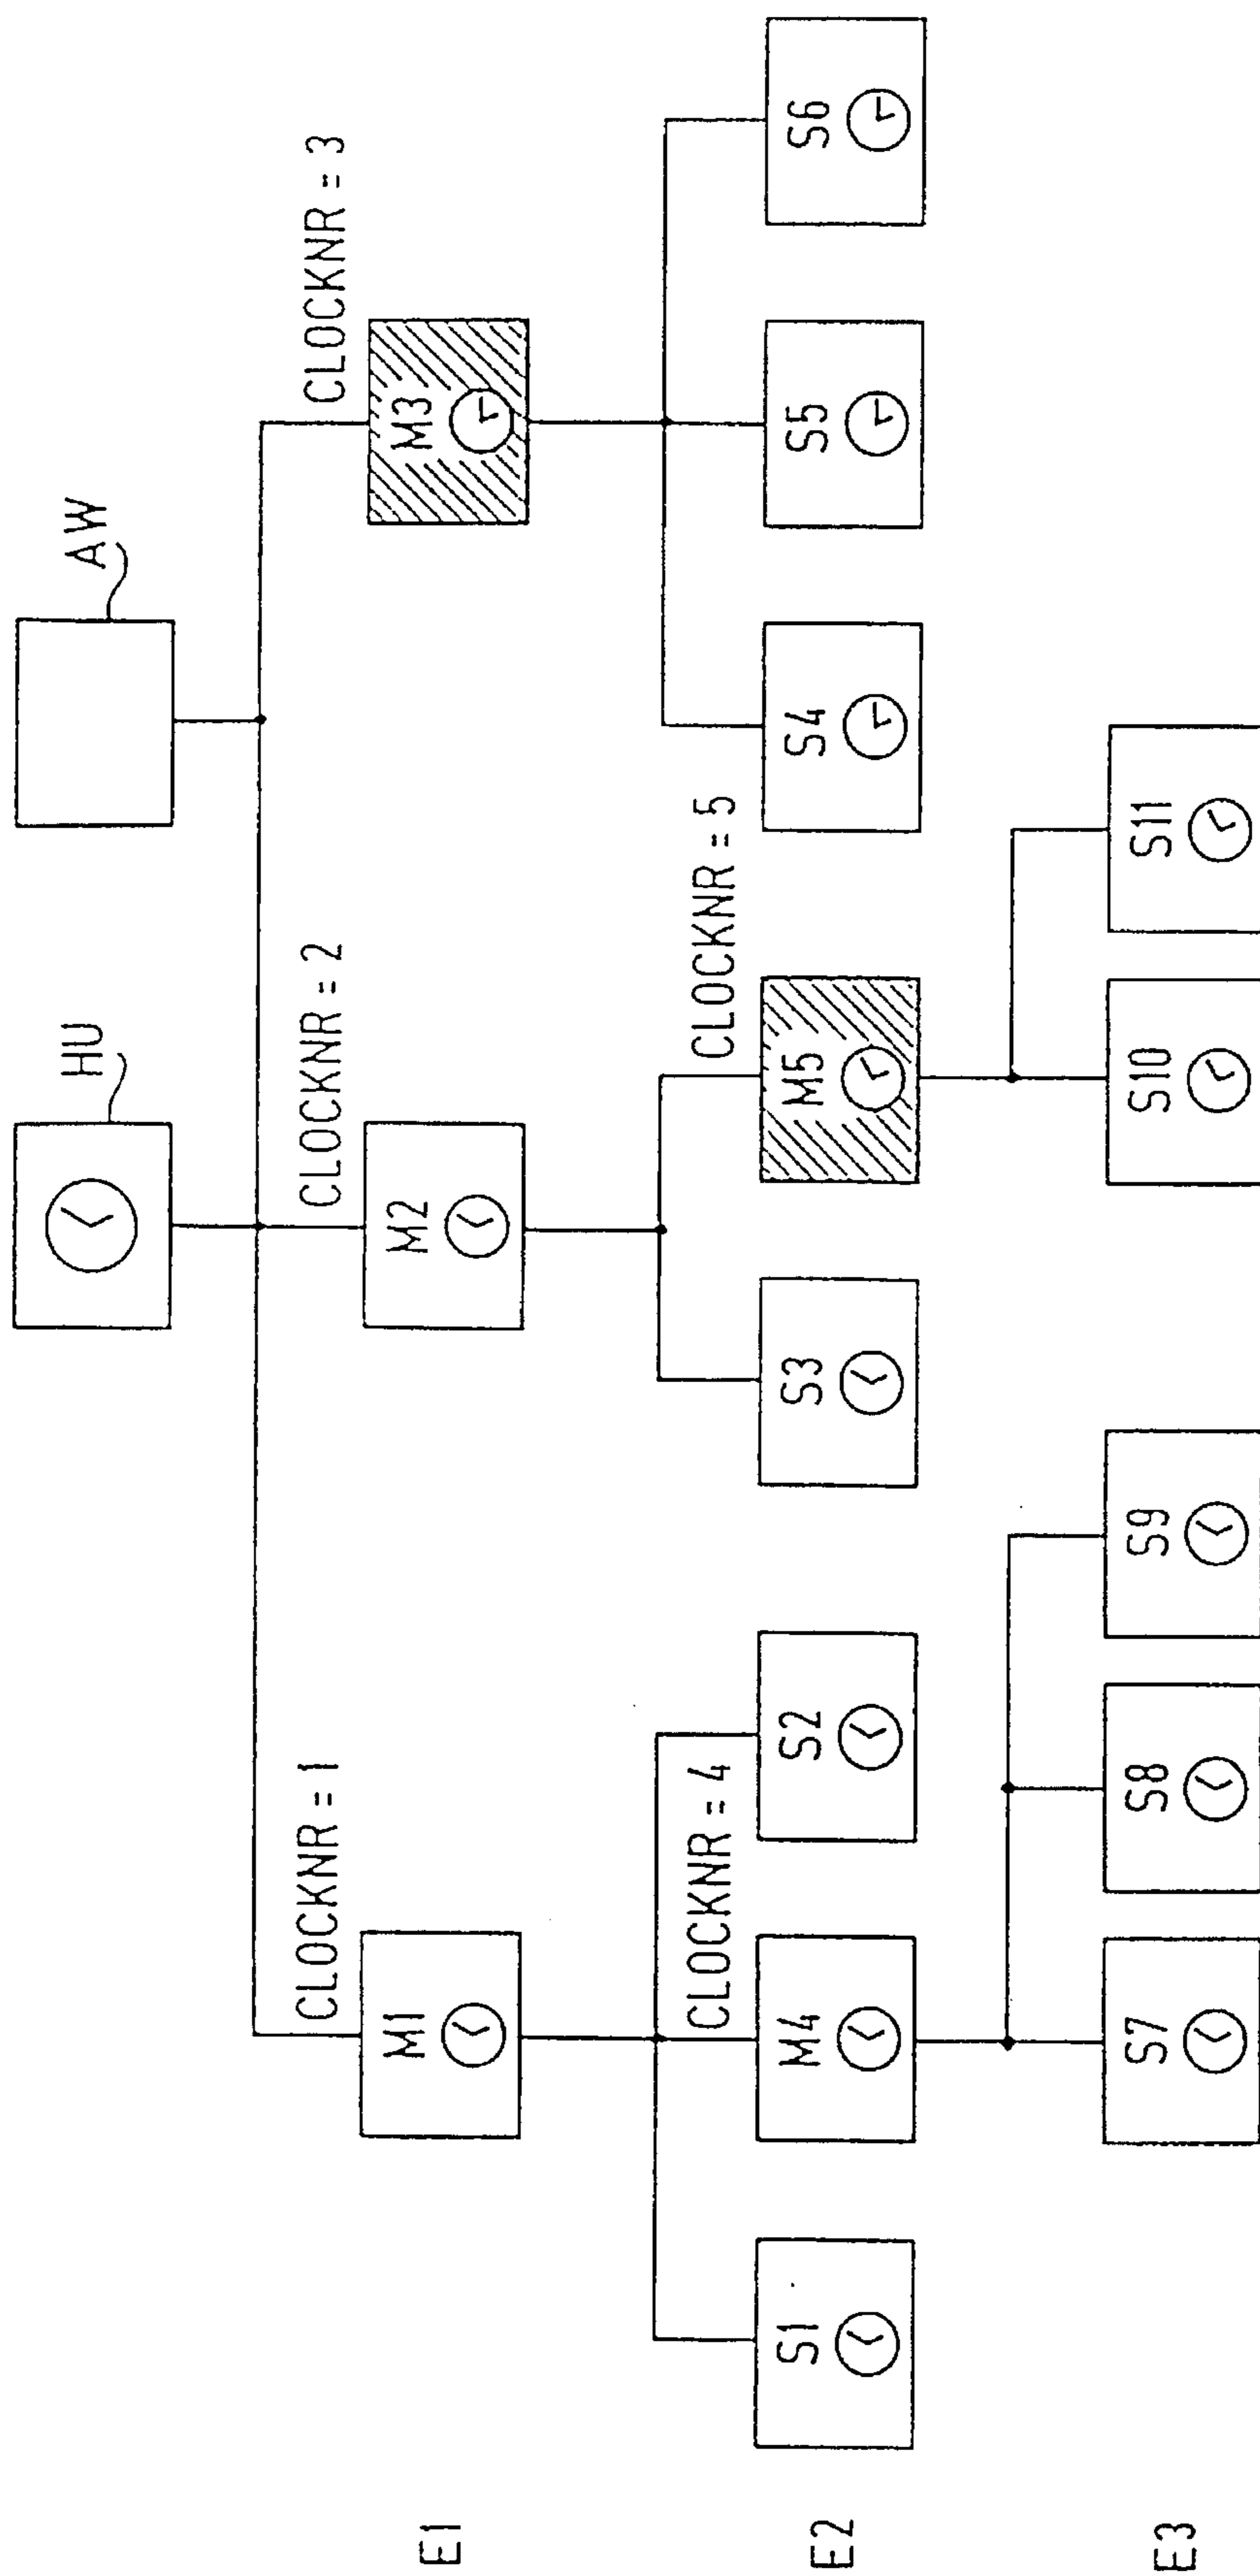 HU
AW
CLOCKNR = 1
CLOCKNR = 2
CLOCKNR = 3
E1
M1
M2
M3
CLOCKNR = 4
CLOCKNR = 5
E2
S1
M4
S2
S3
M5
S4
S5
S6
E3
S7
S8
S9
S10
S11